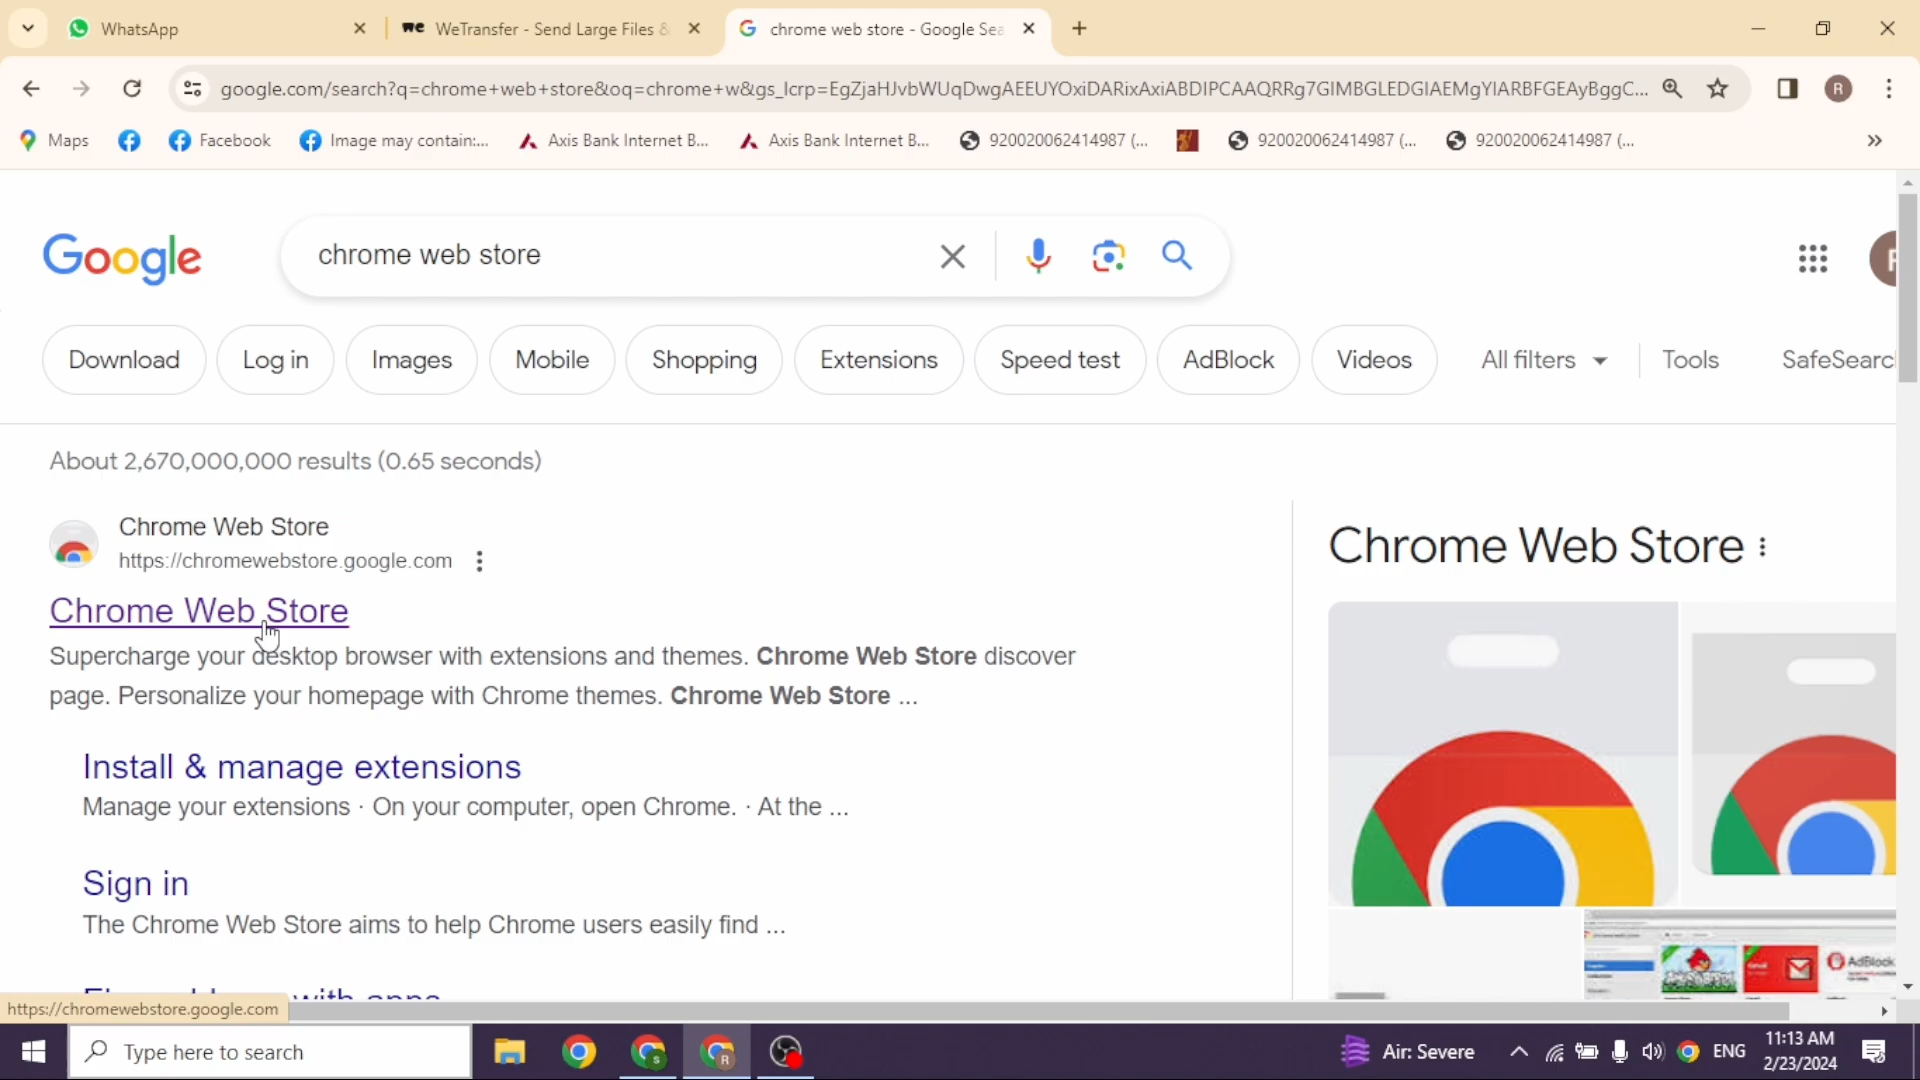 WhatsApp
WeTransfer - Send Large Files &
chrome web store - Google Sea
google.com/search?q=chrome+web+store&oq=chrome+w&gs_lcrp=EgZjaHJvbWUqDwgAEEUYOxiDARixAxiABDIPCAAQRRg7GIMBGLEDGIAEMgYIARBFGEAyBggC...
R
Maps
Facebook
Image may contain:...
Axis Bank Internet B...
Axis Bank Internet B...
920020062414987 (...
920020062414987 (...
920020062414987 (...
Google
chrome web store
Download
Log in
Images
Mobile
Shopping
Extensions
Speed test
AdBlock
Videos
All filters
Tools
SafeSearc
About 2,670,000,000 results (0.65 seconds)
Chrome Web Store
https://chromewebstore.google.com
Chrome Web Store
Supercharge your desktop browser with extensions and themes. Chrome Web Store discover
page. Personalize your homepage with Chrome themes. Chrome Web Store ...
Install & manage extensions
Manage your extensions · On your computer, open Chrome. · At the ...
Sign in
The Chrome Web Store aims to help Chrome users easily find ...
Chrome Web Store
AdBlock
https://chromewebstore.google.com
Type here to search
S
R
Air: Severe
ENG
11:13 AM
2/23/2024